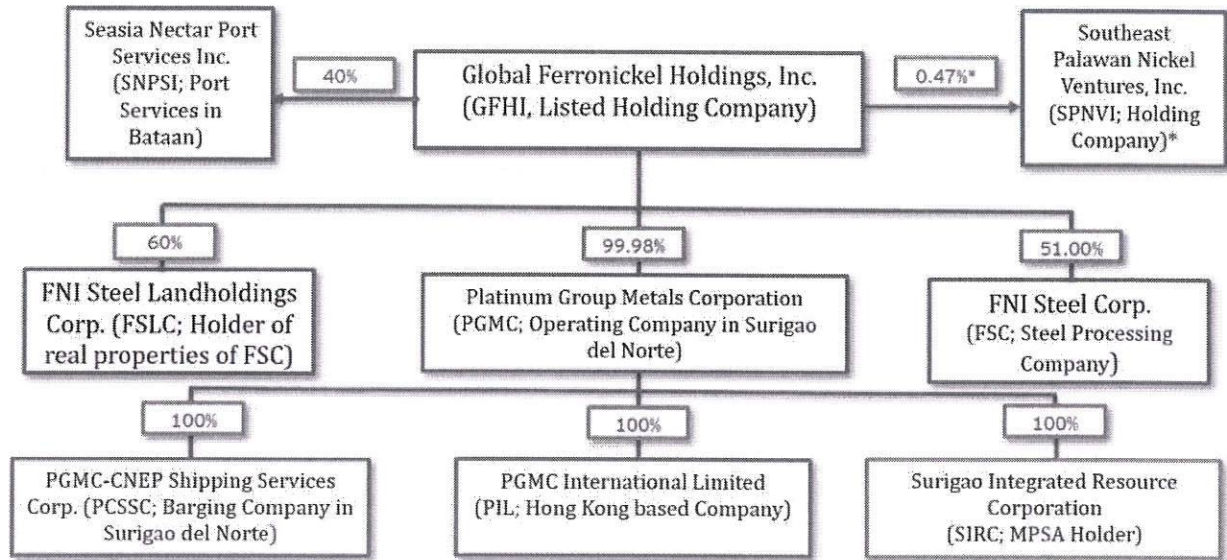 Seasia Nectar Port
Services Inc.
(SNPSI; Port
Services in
Bataan)
40%
Global Ferronickel Holdings, Inc.
(GFHI, Listed Holding Company)
0.47%*
Southeast
Palawan Nickel
Ventures, Inc.
(SPNVI; Holding
Company)*
60%
99.98%
51.00%
FNI Steel Landholdings
Corp. (FSLC; Holder of
real properties of FSC)
Platinum Group Metals Corporation
(PGMC; Operating Company in Surigao
del Norte)
FNI Steel Corp.
(FSC; Steel Processing
Company)
100%
100%
100%
PGMC-CNEP Shipping Services
Corp. (PCSSC; Barging Company in
Surigao del Norte)
PGMC International Limited
(PIL; Hong Kong based Company)
Surigao Integrated Resource
Corporation
(SIRC; MPSA Holder)